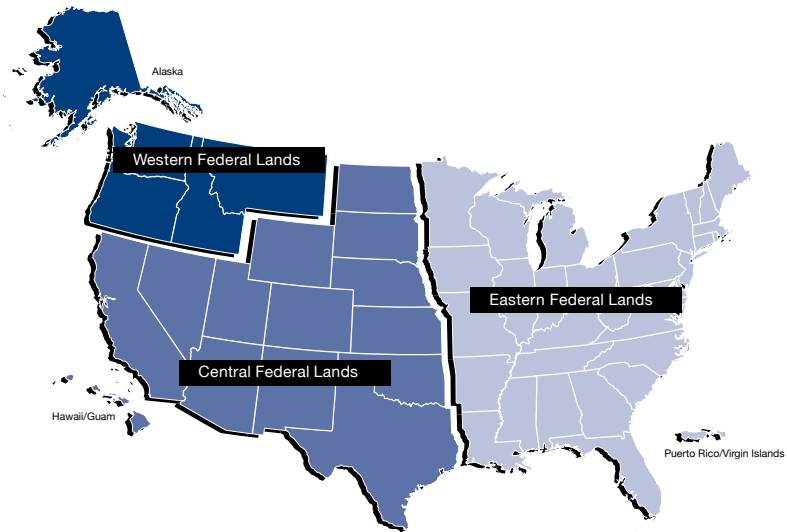 Alaska
Western Federal Lands
Eastern Federal Lands
Central Federal Lands
Hawaii/Guam
Puerto Rico/Virgin Islands